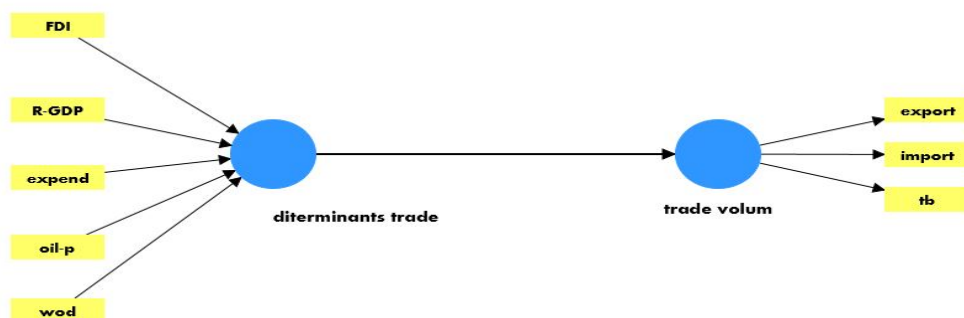 FDI
R-GDP
expend
oil-p
wod
diterminants trade
trade volum
export
import
tb